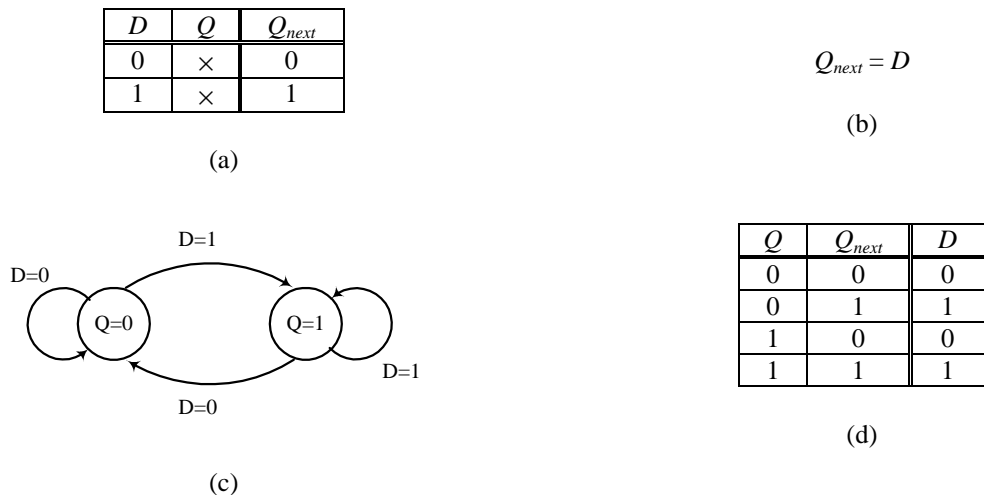 D Q Qnext
0 × 0
1 × 1
(a)
Qnext = D
(b)
D=1
D=0
Q=0
Q=1
D=1
D=0
(c)
Q Qnext D
0 0 0
0 1 1
1 0 0
1 1 1
(d)